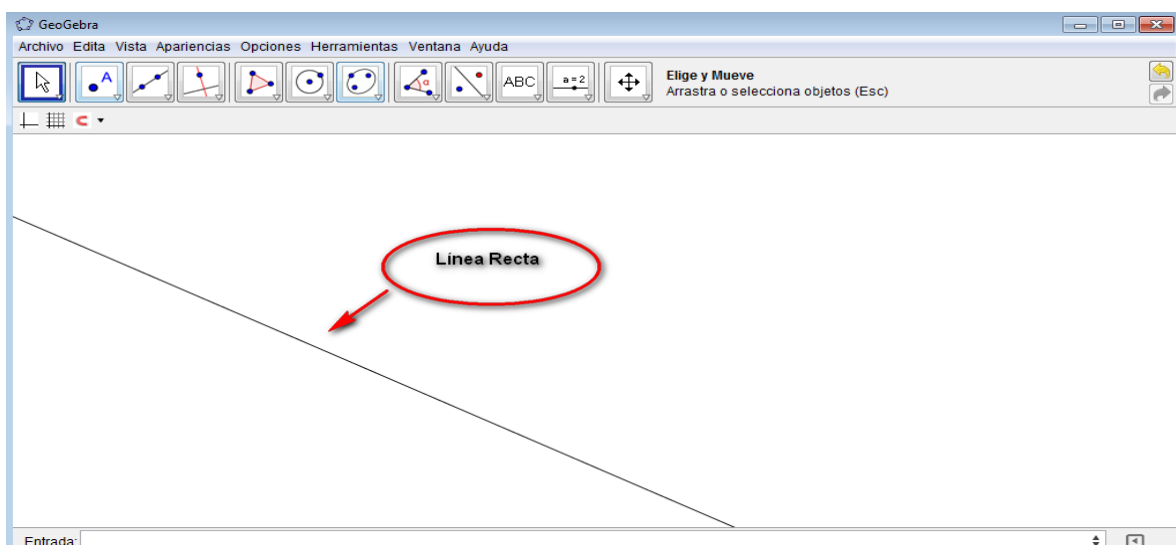 GeoGebra
Archivo Edita Vista Apariencias Opciones Herramientas Ventana Ayuda
A
α
ABC
a = 2
Elige y Mueve
Arrastra o selecciona objetos (Esc)
Línea Recta
Entrada: